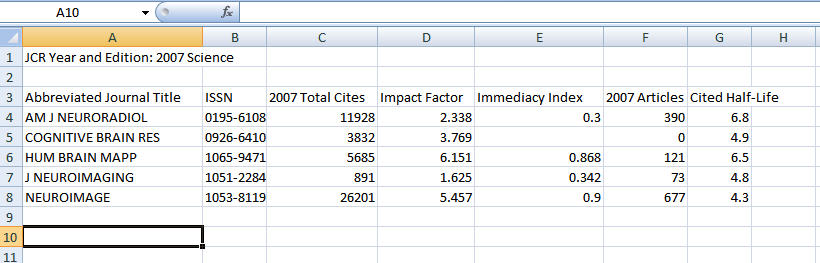 A10 fx
A B C D E F G H
1 JCR Year and Edition: 2007 Science
2
3 Abbreviated Journal Title ISSN 2007 Total Cites Impact Factor Immediacy Index 2007 Articles Cited Half-Life
4 AM J NEURORADIOL 0195-6108 11928 2.338 0.3 390 6.8
5 COGNITIVE BRAIN RES 0926-6410 3832 3.769 0 4.9
6 HUM BRAIN MAPP 1065-9471 5685 6.151 0.868 121 6.5
7 J NEUROIMAGING 1051-2284 891 1.625 0.342 73 4.8
8 NEUROIMAGE 1053-8119 26201 5.457 0.9 677 4.3
9
10
11